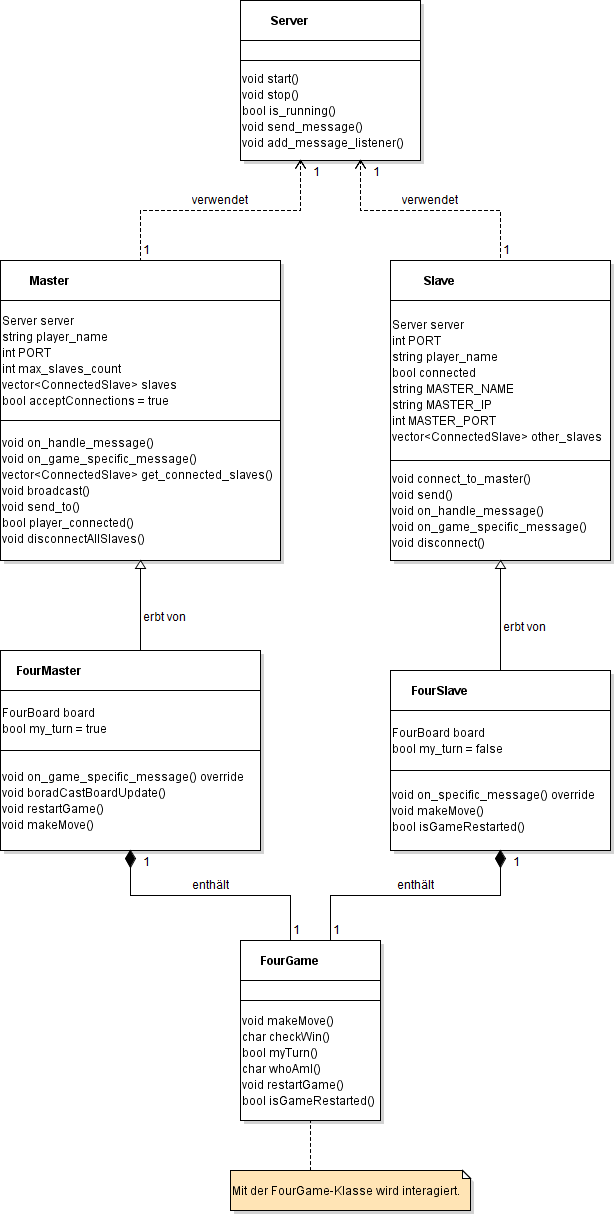 Server
void start()
void stop()
bool is_running()
void send_message()
void add_message_listener()
1
1
verwendet
verwendet
1
1
Master
Server server
string player_name
int PORT
int max_slaves_count
vector<ConnectedSlave> slaves
bool acceptConnections = true
void on_handle_message()
void on_game_specific_message()
vector<ConnectedSlave> get_connected_slaves()
void broadcast()
void send_to()
bool player_connected()
void disconnectAllSlaves()
Slave
Server server
int PORT
string player_name
bool connected
string MASTER_NAME
string MASTER_IP
int MASTER_PORT
vector<ConnectedSlave> other_slaves
void connect_to_master()
void send()
void on_handle_message()
void on_game_specific_message()
void disconnect()
erbt von
erbt von
FourMaster
FourBoard board
bool my_turn = true
void on_game_specific_message() override
void boradCastBoardUpdate()
void restartGame()
void makeMove()
FourSlave
FourBoard board
bool my_turn = false
void on_specific_message() override
void makeMove()
bool isGameRestarted()
1
1
enthält
enthält
1
1
FourGame
void makeMove()
char checkWin()
bool myTurn()
char whoAmI()
void restartGame()
bool isGameRestarted()
Mit der FourGame-Klasse wird interagiert.